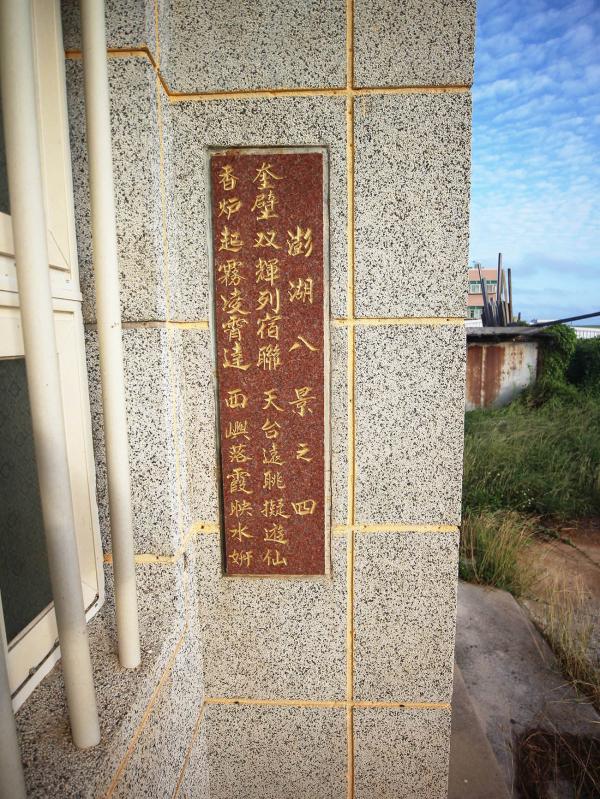 澎湖八景之四
奎壁双輝列宿聯 天台遠眺擬遊仙
香炉起霧凌霄達 西嶼落霞映水妍